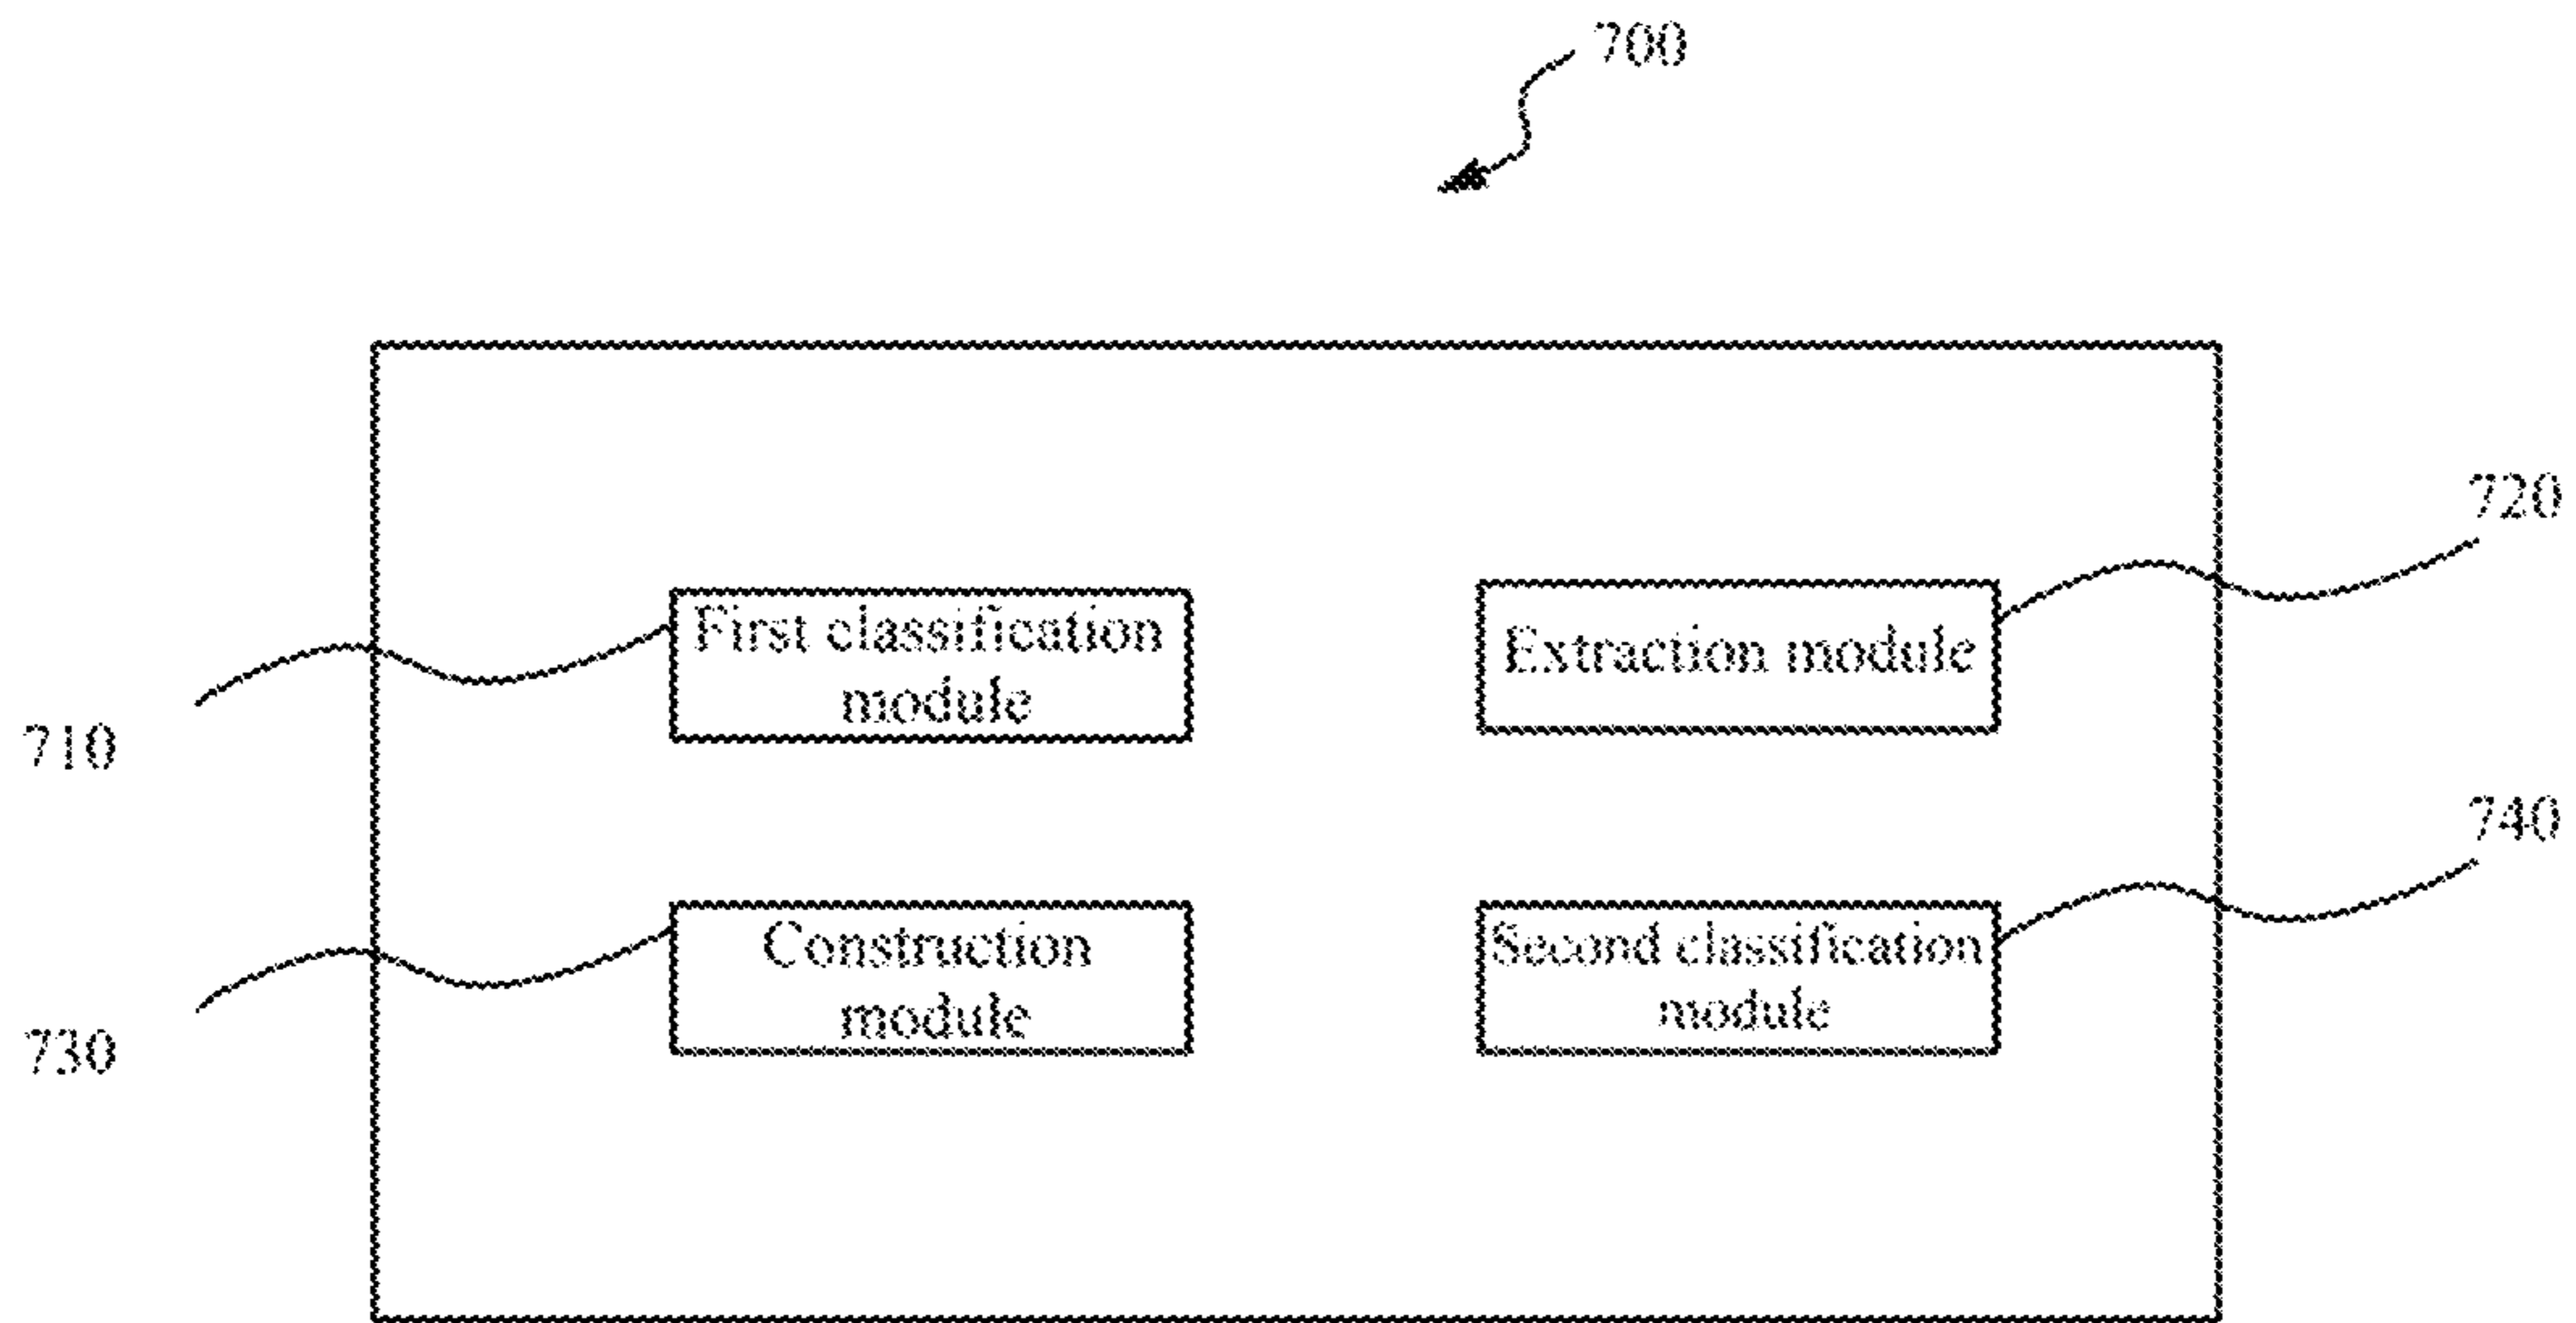 700
720
First classification
module
Extraction module
710
740
Construction
module
Second classification
module
730